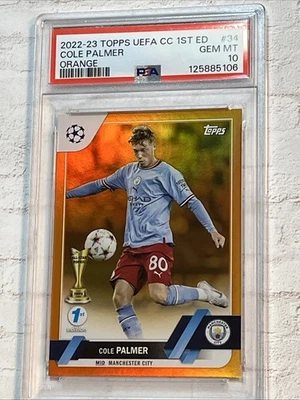 2022-23 TOPPS UEFA CC 1ST ED #34
COLE PALMER GEM MT
ORANGE PSA 10
125885106
Topps
80
1st
COLE PALMER
MID MANCHESTER CITY